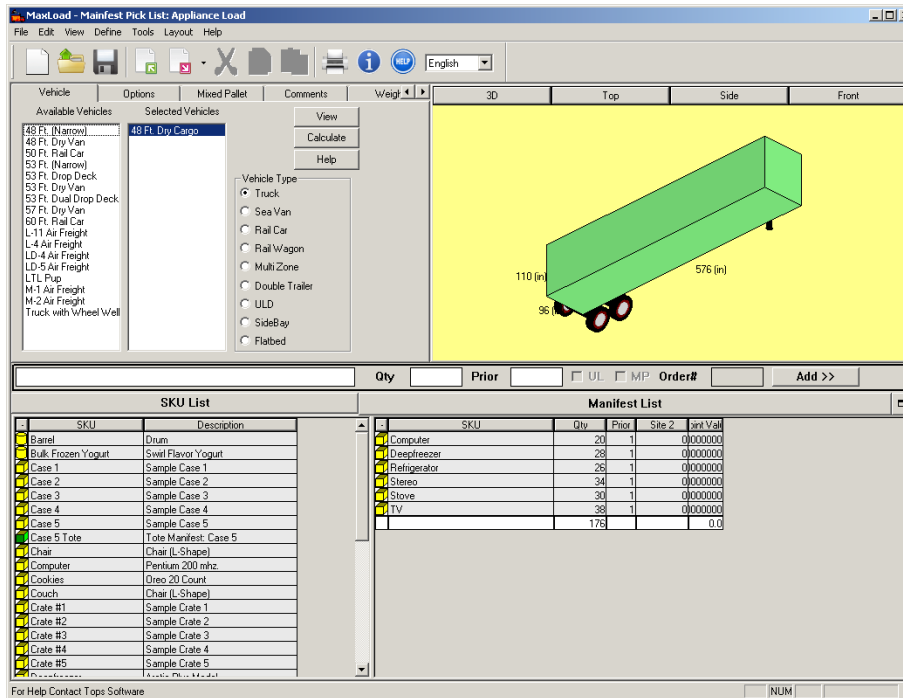 MaxLoad - Mainfest Pick List: Appliance Load
File Edit View Define Tools Layout Help
HELP English
Vehicle Options Mixed Pallet Comments Weigh
3D Top Side Front
Available Vehicles Selected Vehicles
View
Calculate
Help
48 Ft. (Narrow)
48 Ft. Dry Van
50 Ft. Rail Car
53 Ft. (Narrow)
53 Ft. Drop Deck
53 Ft. Dry Van
53 Ft. Dual Drop Deck
57 Ft. Dry Van
60 Ft. Rail Car
L-11 Air Freight
L-4 Air Freight
LD-4 Air Freight
LD-5 Air Freight
LTL Pup
M-1 Air Freight
M-2 Air Freight
Truck with Wheel Well
48 Ft. Dry Cargo
Vehicle Type
Truck
Sea Van
Rail Car
Rail Wagon
Multi Zone
Double Trailer
ULD
SideBay
Flatbed
110 (in)
576 (in)
96 (i
Qty Prior UL MP Order# Add >>
SKU List
- SKU Description
Barrel Drum
Bulk Frozen Yogurt Swirl Flavor Yogurt
Case 1 Sample Case 1
Case 2 Sample Case 2
Case 3 Sample Case 3
Case 4 Sample Case 4
Case 5 Sample Case 5
Case 5 Tote Tote Manifest: Case 5
Chair Chair (L-Shape)
Computer Pentium 200 mhz.
Cookies Oreo 20 Count
Couch Chair (L-Shape)
Crate #1 Sample Crate 1
Crate #2 Sample Crate 2
Crate #3 Sample Crate 3
Crate #4 Sample Crate 4
Crate #5 Sample Crate 5
Manifest List
- SKU Qty Prior Site 2 oint Valu
Computer 20 1 0 000000
Deepfreezer 28 1 0 000000
Refrigerator 26 1 0 000000
Stereo 34 1 0 000000
Stove 30 1 0 000000
TV 38 1 0 000000
176 0.0
For Help Contact Tops Software NUM